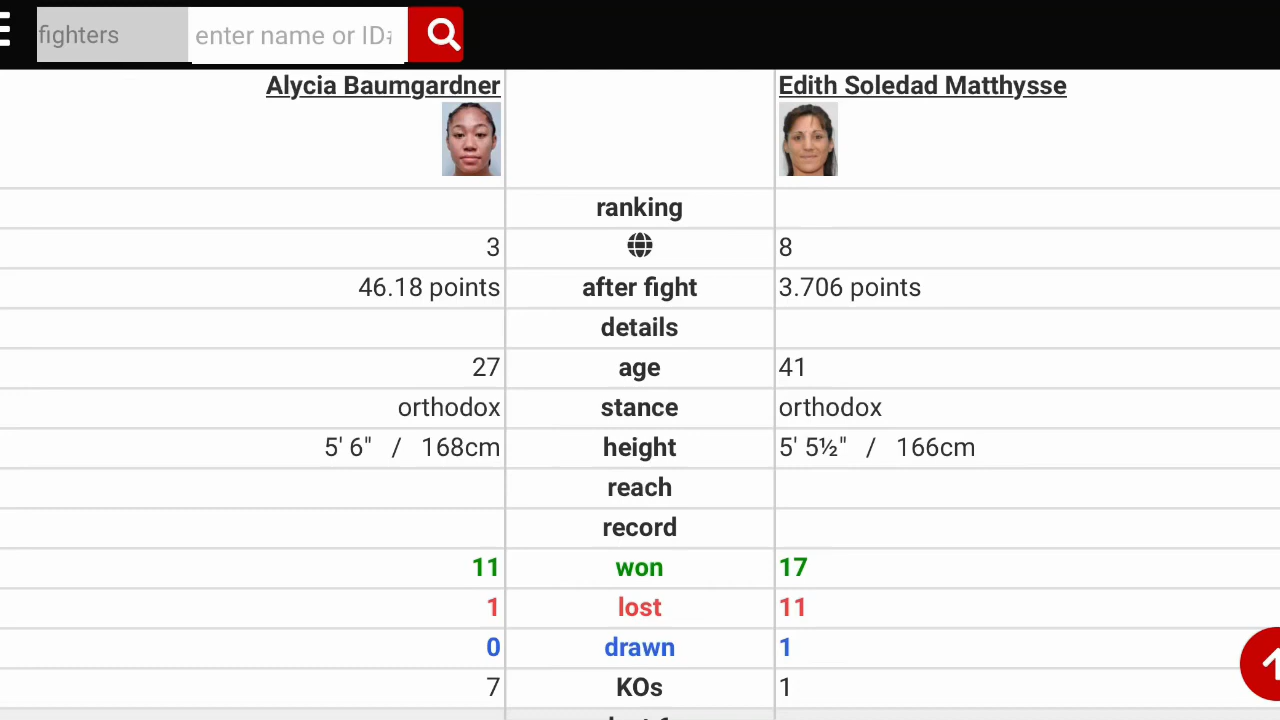 fighters enter name or ID#
Alycia Baumgardner Edith Soledad Matthysse
ranking
3 8
46.18 points after fight 3.706 points
details
27 age 41
orthodox stance orthodox
5' 6" / 168cm height 5' 5½" / 166cm
reach
record
11 won 17
1 lost 11
0 drawn 1
7 KOs 1